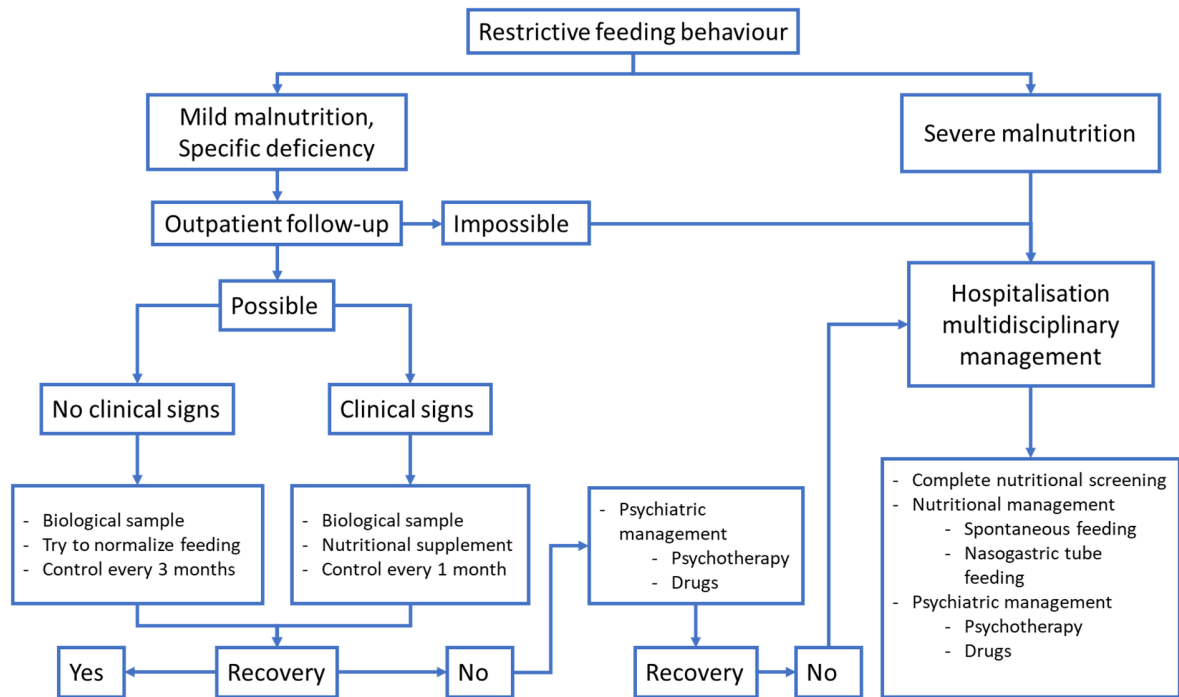 Restrictive feeding behaviour
Mild malnutrition,
Specific deficiency
Severe malnutrition
Outpatient follow-up
Impossible
Possible
Hospitalisation
multidisciplinary
management
No clinical signs
Clinical signs
- Biological sample
- Try to normalize feeding
- Control every 3 months
- Biological sample
- Nutritional supplement
- Control every 1 month
- Psychiatric
management
- Psychotherapy
- Drugs
- Complete nutritional screening
- Nutritional management
- Spontaneous feeding
- Nasogastric tube
feeding
- Psychiatric management
- Psychotherapy
- Drugs
Yes
Recovery
No
Recovery
No